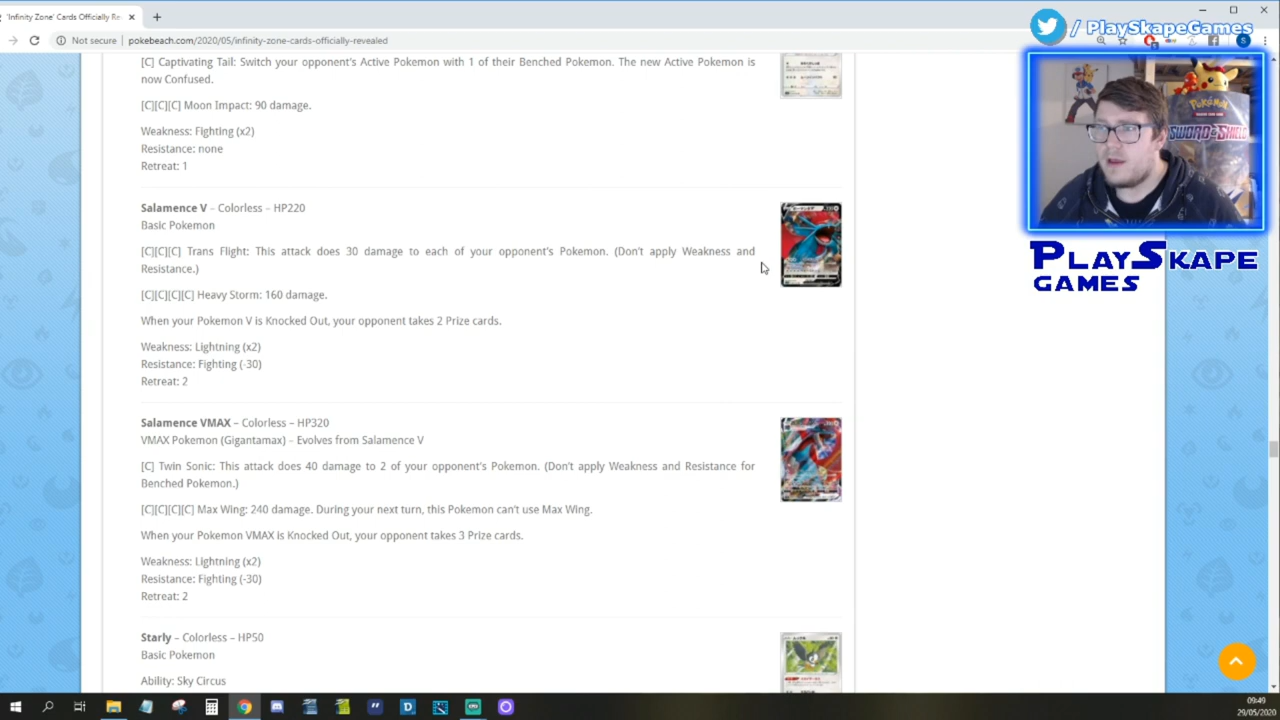 'Infinity Zone' Cards Officially Re
Not secure | pokebeach.com/2020/05/infinity-zone-cards-officially-revealed
/ PlaySkapeGames
[C] Captivating Tail: Switch your opponent's Active Pokemon with 1 of their Benched Pokemon. The new Active Pokemon is
now Confused.
[C][C][C] Moon Impact: 90 damage.
Weakness: Fighting (x2)
Resistance: none
Retreat: 1
POKéMON
SWORD & SHIELD
PLAYSKAPE
GAMES
Salamence V – Colorless – HP220
Basic Pokemon
[C][C][C] Trans Flight: This attack does 30 damage to each of your opponent's Pokemon. (Don't apply Weakness and
Resistance.)
[C][C][C][C] Heavy Storm: 160 damage.
When your Pokemon V is Knocked Out, your opponent takes 2 Prize cards.
Weakness: Lightning (x2)
Resistance: Fighting (-30)
Retreat: 2
Salamence VMAX – Colorless – HP320
VMAX Pokemon (Gigantamax) – Evolves from Salamence V
[C] Twin Sonic: This attack does 40 damage to 2 of your opponent's Pokemon. (Don't apply Weakness and Resistance for
Benched Pokemon.)
[C][C][C][C] Max Wing: 240 damage. During your next turn, this Pokemon can't use Max Wing.
When your Pokemon VMAX is Knocked Out, your opponent takes 3 Prize cards.
Weakness: Lightning (x2)
Resistance: Fighting (-30)
Retreat: 2
Starly – Colorless – HP50
Basic Pokemon
Ability: Sky Circus
09:49
29/05/2020